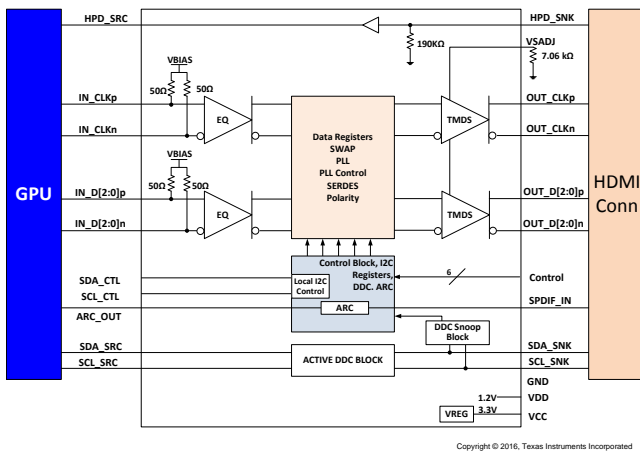 HPD_SRC
HPD_SNK
190KΩ
VSADJ
7.06 kΩ
VBIAS
50Ω
50Ω
IN_CLKp
OUT_CLKp
EQ
TMDS
IN_CLKn
OUT_CLKn
Data Registers
SWAP
PLL
PLL Control
SERDES
Polarity
VBIAS
50Ω
50Ω
GPU
HDMI
Conn
IN_D[2:0]p
OUT_D[2:0]p
EQ
TMDS
IN_D[2:0]n
OUT_D[2:0]n
Control Block, I2C
Registers,
DDC. ARC
Local I2C
Control
SDA_CTL
6
Control
SCL_CTL
ARC
SPDIF_IN
ARC_OUT
DDC Snoop
Block
SDA_SRC
SDA_SNK
ACTIVE DDC BLOCK
SCL_SRC
SCL_SNK
GND
1.2V
VDD
VREG
3.3V
VCC
Copyright © 2016, Texas Instruments Incorporated